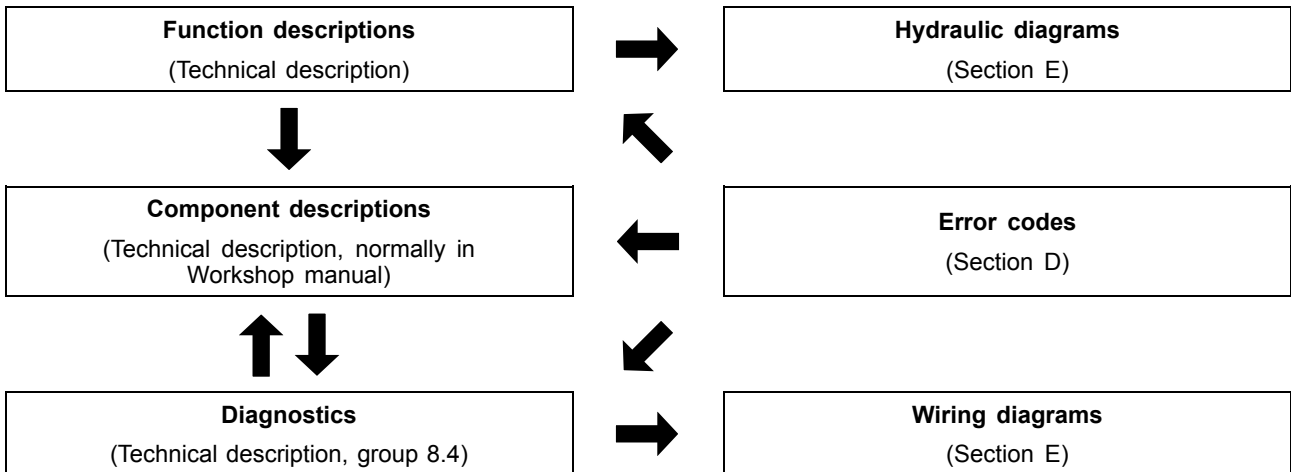 Function descriptions
(Technical description)
Hydraulic diagrams
(Section E)
Component descriptions
(Technical description, normally in
Workshop manual)
Error codes
(Section D)
Diagnostics
(Technical description, group 8.4)
Wiring diagrams
(Section E)